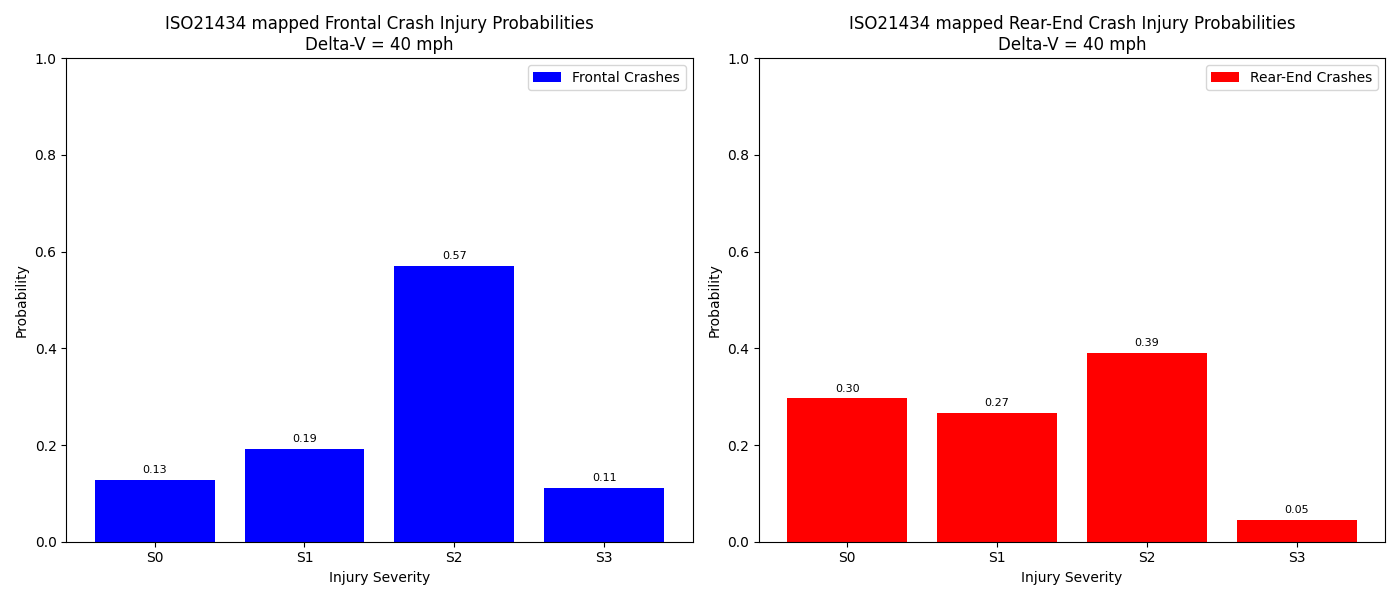 ISO21434 mapped Frontal Crash Injury Probabilities
Delta-V = 40 mph
Frontal Crashes
1.0
0.8
0.6
0.4
0.2
0.0
Probability
0.13
0.19
0.57
0.11
S0
S1
S2
S3
Injury Severity
ISO21434 mapped Rear-End Crash Injury Probabilities
Delta-V = 40 mph
Rear-End Crashes
1.0
0.8
0.6
0.4
0.2
0.0
Probability
0.30
0.27
0.39
0.05
S0
S1
S2
S3
Injury Severity